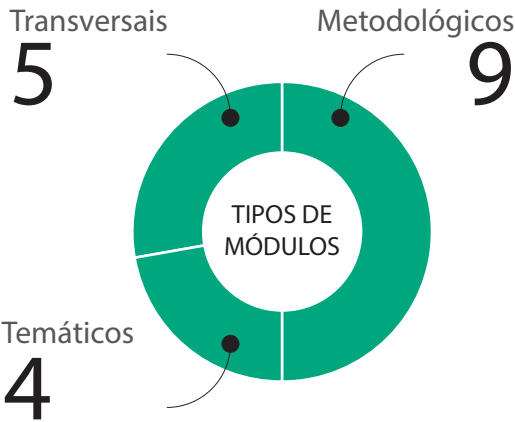 Transversais
5
Metodológicos
9
TIPOS DE
MÓDULOS
Temáticos
4